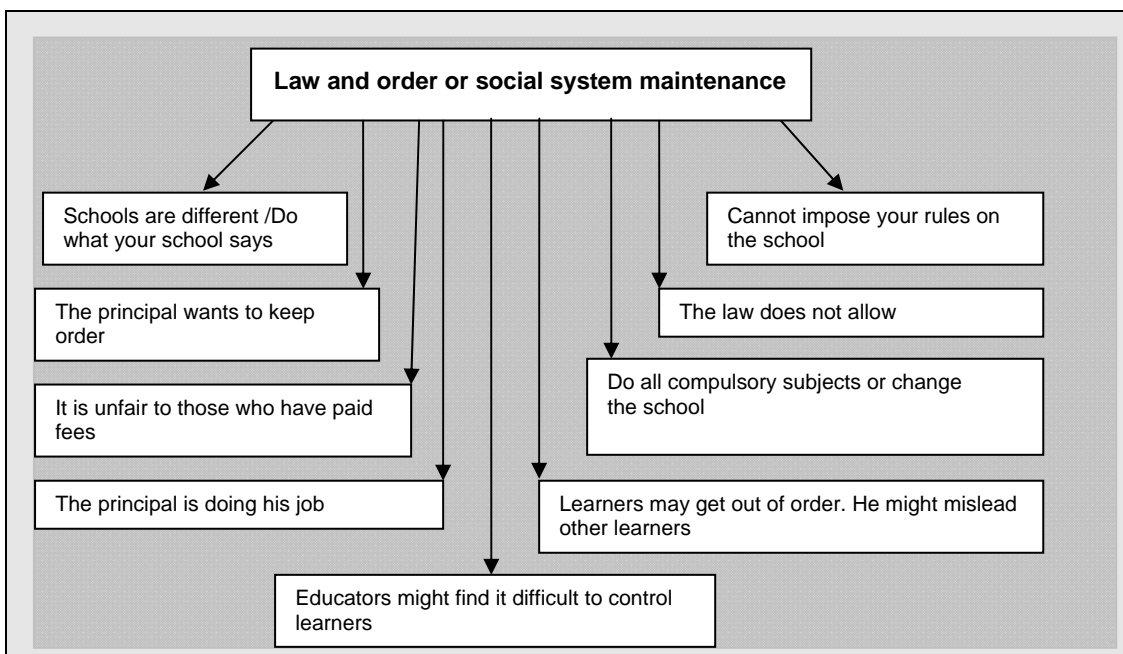 Law and order or social system maintenance
Schools are different /Do
what your school says
Cannot impose your rules on
the school
The principal wants to keep
order
The law does not allow
It is unfair to those who have paid
fees
Do all compulsory subjects or change
the school
The principal is doing his job
Learners may get out of order. He might mislead
other learners
Educators might find it difficult to control
learners